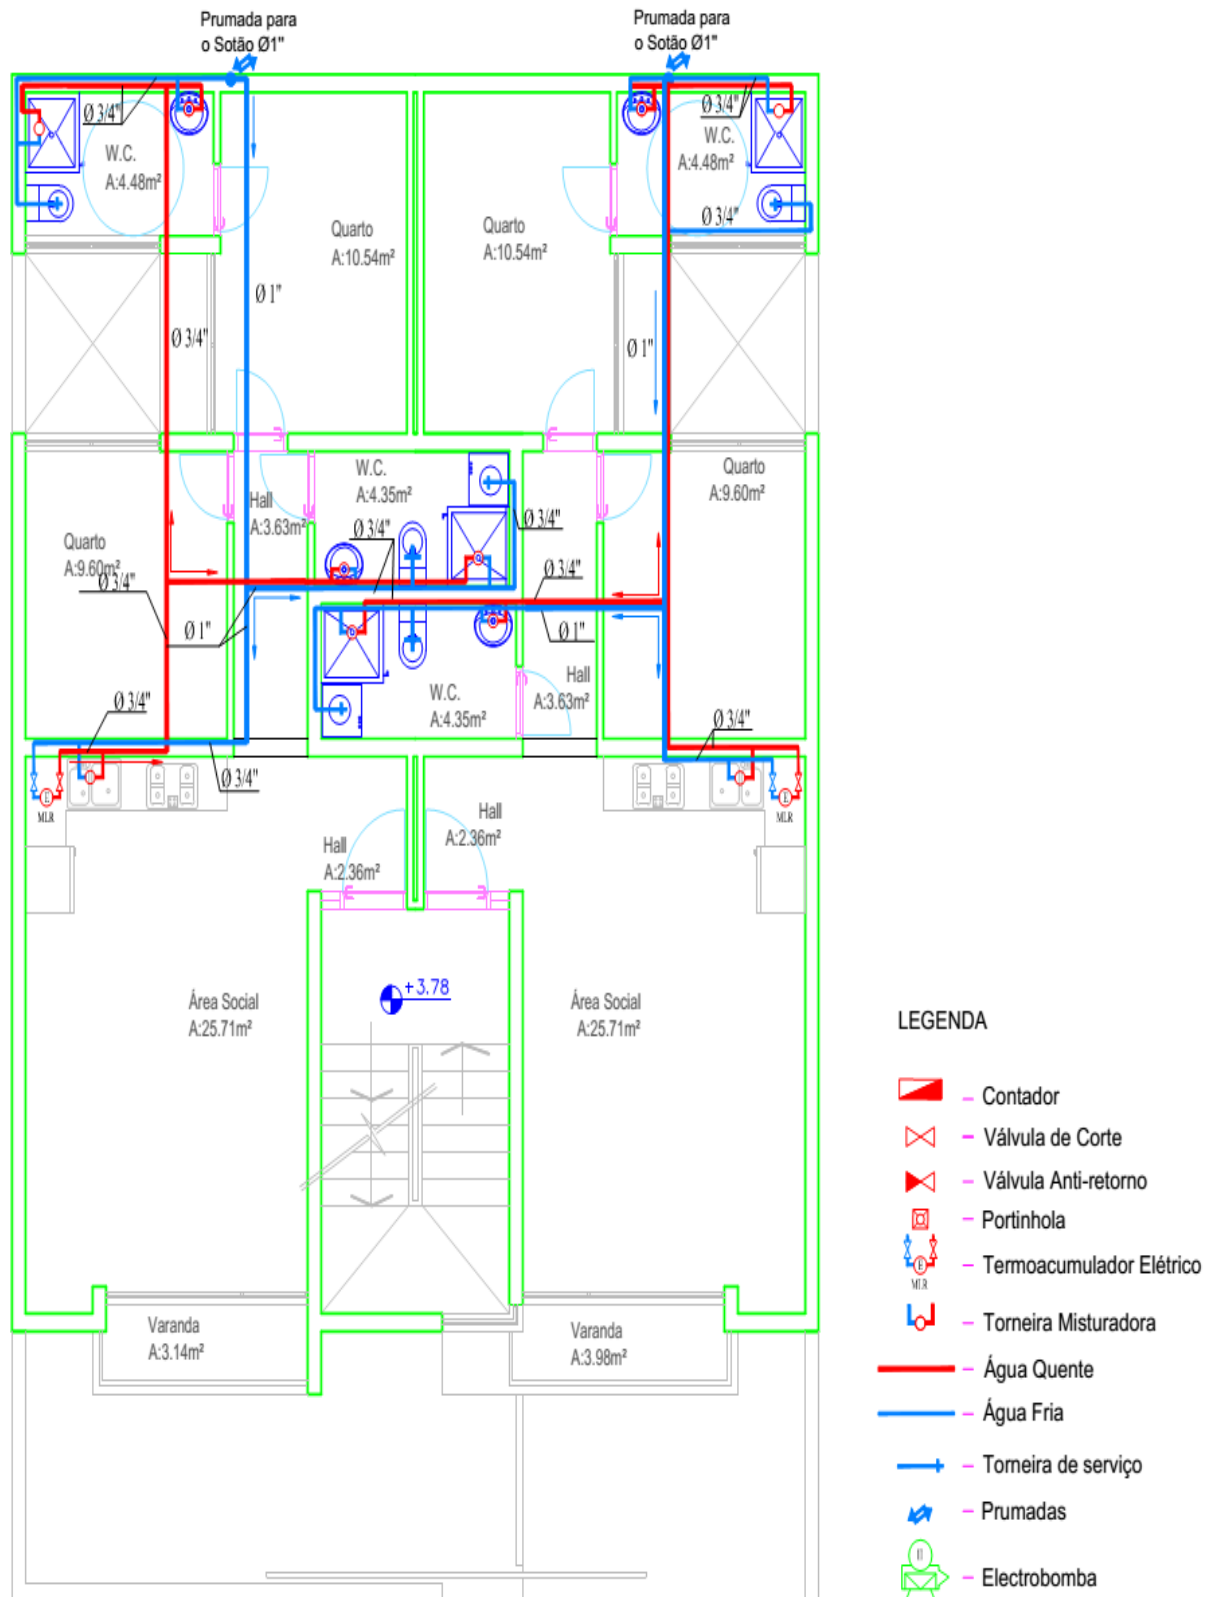 Prumada para
o Sotão Ø1"
Prumada para
o Sotão Ø1"
Ø 3/4"
W.C.
A:4.48m²
Ø 3/4"
W.C.
A:4.48m²
Ø 3/4"
Quarto
A:10.54m²
Quarto
A:10.54m²
Ø 1"
Ø 3/4"
Ø 1"
W.C.
A:4.35m²
Quarto
A:9.60m²
Hall
A:3.63m²
Ø 3/4"
Ø 3/4"
Quarto
A:9.60m²
Ø 3/4"
Ø 3/4"
Ø 1"
Ø 1"
Hall
A:3.63m²
W.C.
A:4.35m²
Ø 3/4"
Ø 3/4"
Ø 3/4"
E
MLR
E
MLR
Hall
A:2.36m²
Hall
A:2.36m²
+3.78
Área Social
A:25.71m²
Área Social
A:25.71m²
Varanda
A:3.14m²
Varanda
A:3.98m²
LEGENDA
Contador
Válvula de Corte
Válvula Anti-retorno
Portinhola
E
MLR
Termoacumulador Elétrico
Torneira Misturadora
Água Quente
Água Fria
Torneira de serviço
Prumadas
Electrobomba